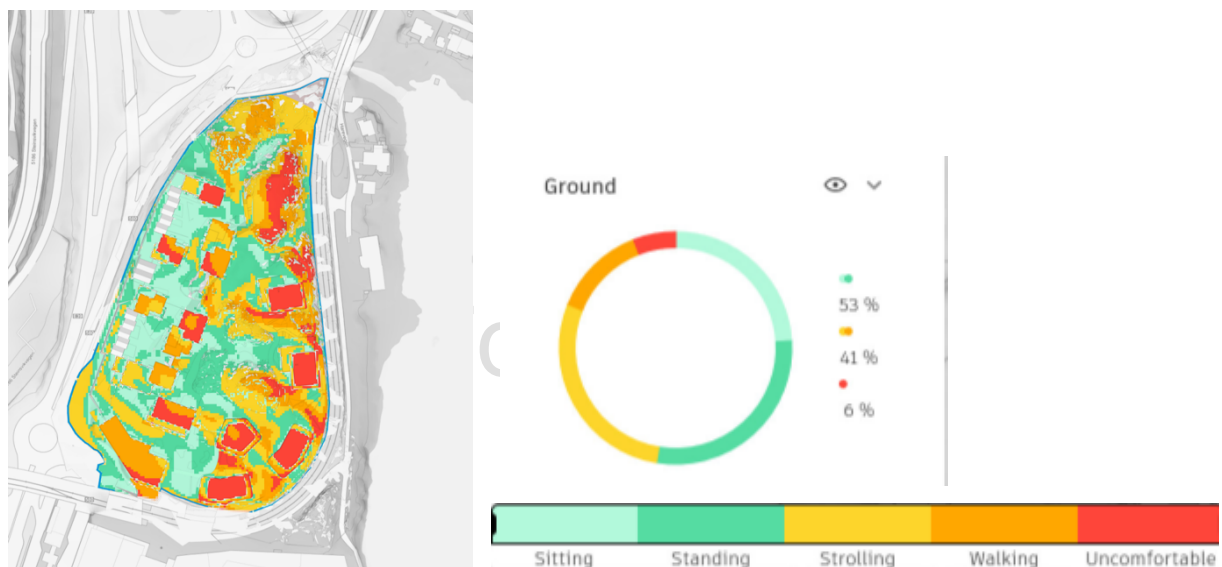 Ground
53 %
41 %
6 %
Sitting
Standing
Strolling
Walking
Uncomfortable